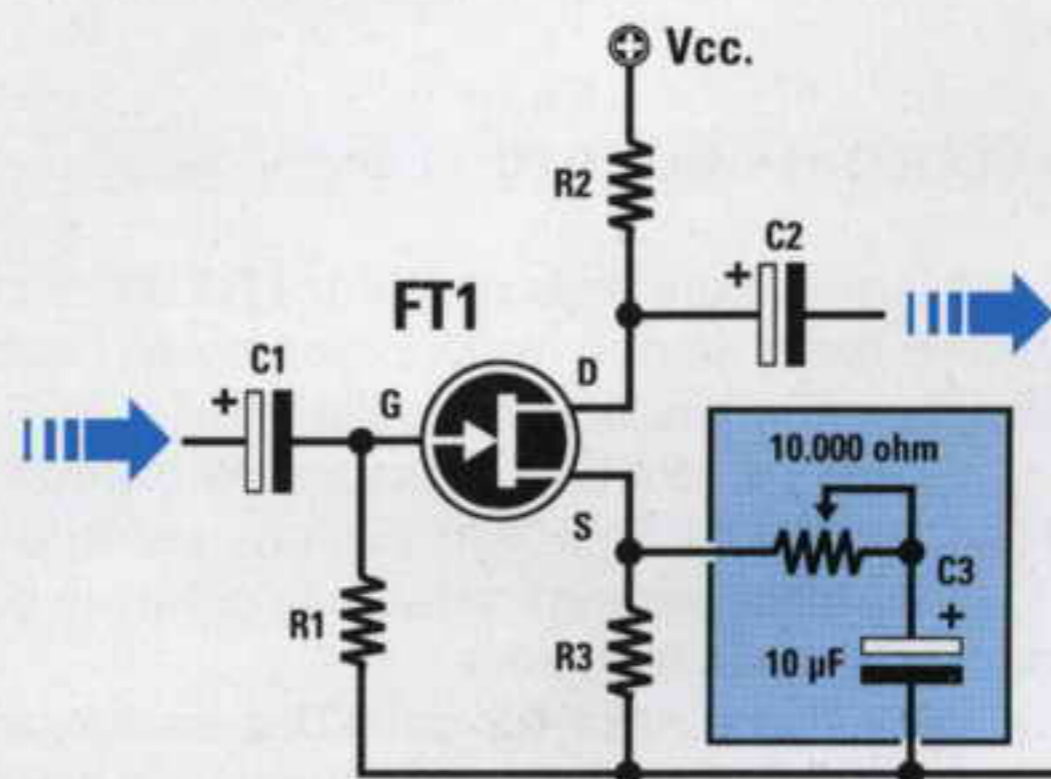 Vcc.
R2
C2
+
FT1
D
C1
+
G
10.000 ohm
S
C3
+
R1
R3
10 µF